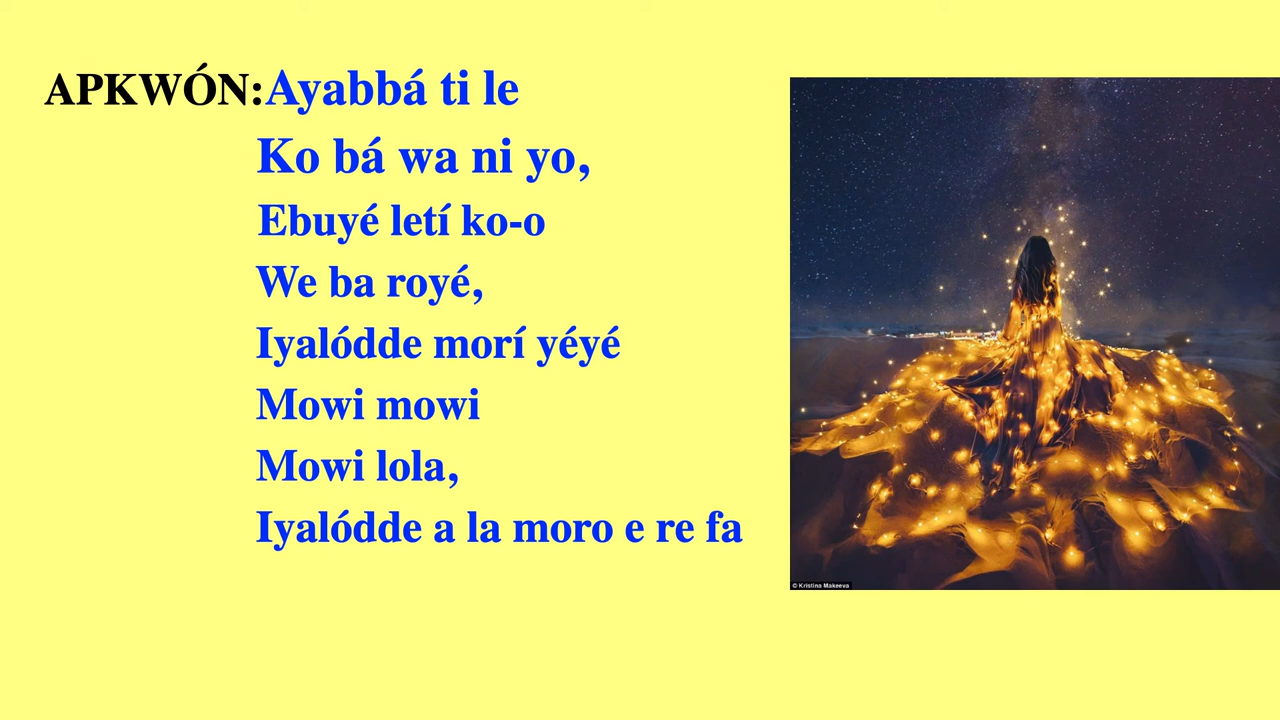 APKWÓN:Ayabbá ti le
Ko bá wa ni yo,
Ebuyé letí ko-o
We ba royé,
Iyalódde morí yéyé
Mowi mowi
Mowi lola,
Iyalódde a la moro e re fa
© Kristina Makeeva